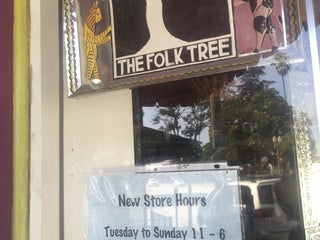 THE FOLK TREE
New Store Hours
Tuesday to Sunday 11 - 6